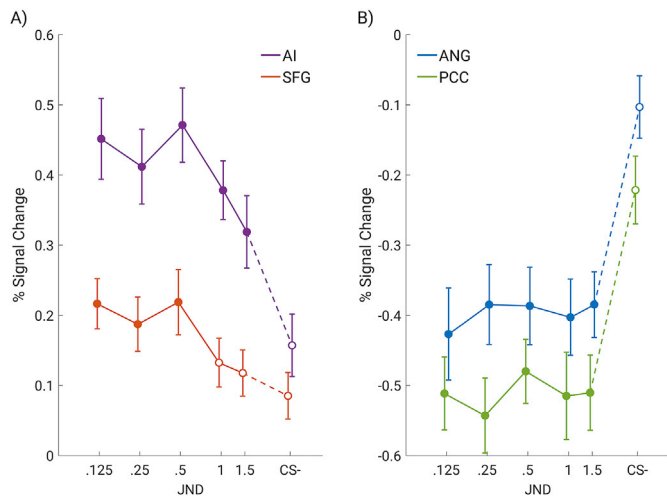 A)
0.6
0.5
0.4
0.3
0.2
0.1
0
% Signal Change
AI
SFG
.125 .25 .5 1 1.5 CS-
JND
B)
0
-0.1
-0.2
-0.3
-0.4
-0.5
-0.6
% Signal Change
ANG
PCC
.125 .25 .5 1 1.5 CS-
JND